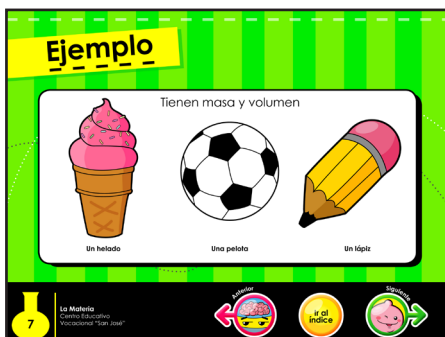 Ejemplo
Tienen masa y volumen
Un helado
Una pelota
Un lápiz
7
La Materia
Centro Educativo
Vocacional "San José"
Anterior
ir al
índice
Siguiente